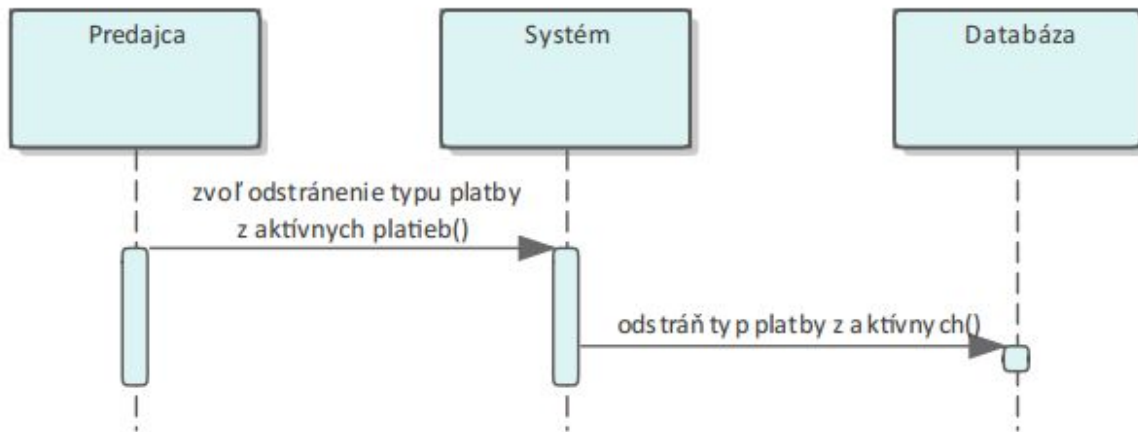 Predajca
Systém
Databáza
zvoľ odstránenie typu platby
z aktívnych platieb()
odstráň typ platby z aktívnych()